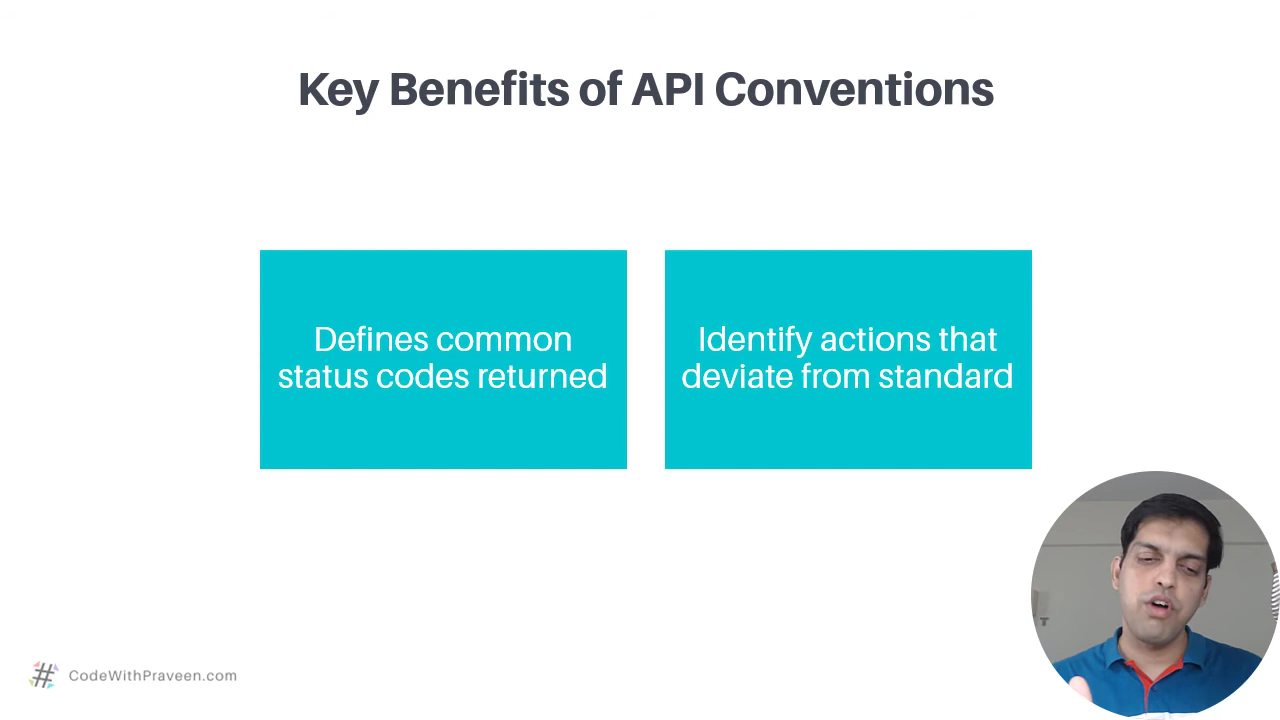 Key Benefits of API Conventions
Defines common
status codes returned
Identify actions that
deviate from standard
# CodeWithPraveen.com